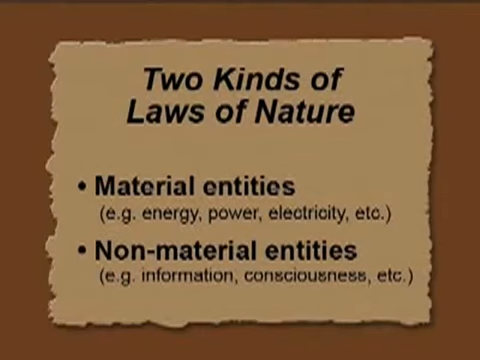 Two Kinds of
Laws of Nature
• Material entities
(e.g. energy, power, electricity, etc.)
• Non-material entities
(e.g. information, consciousness, etc.)